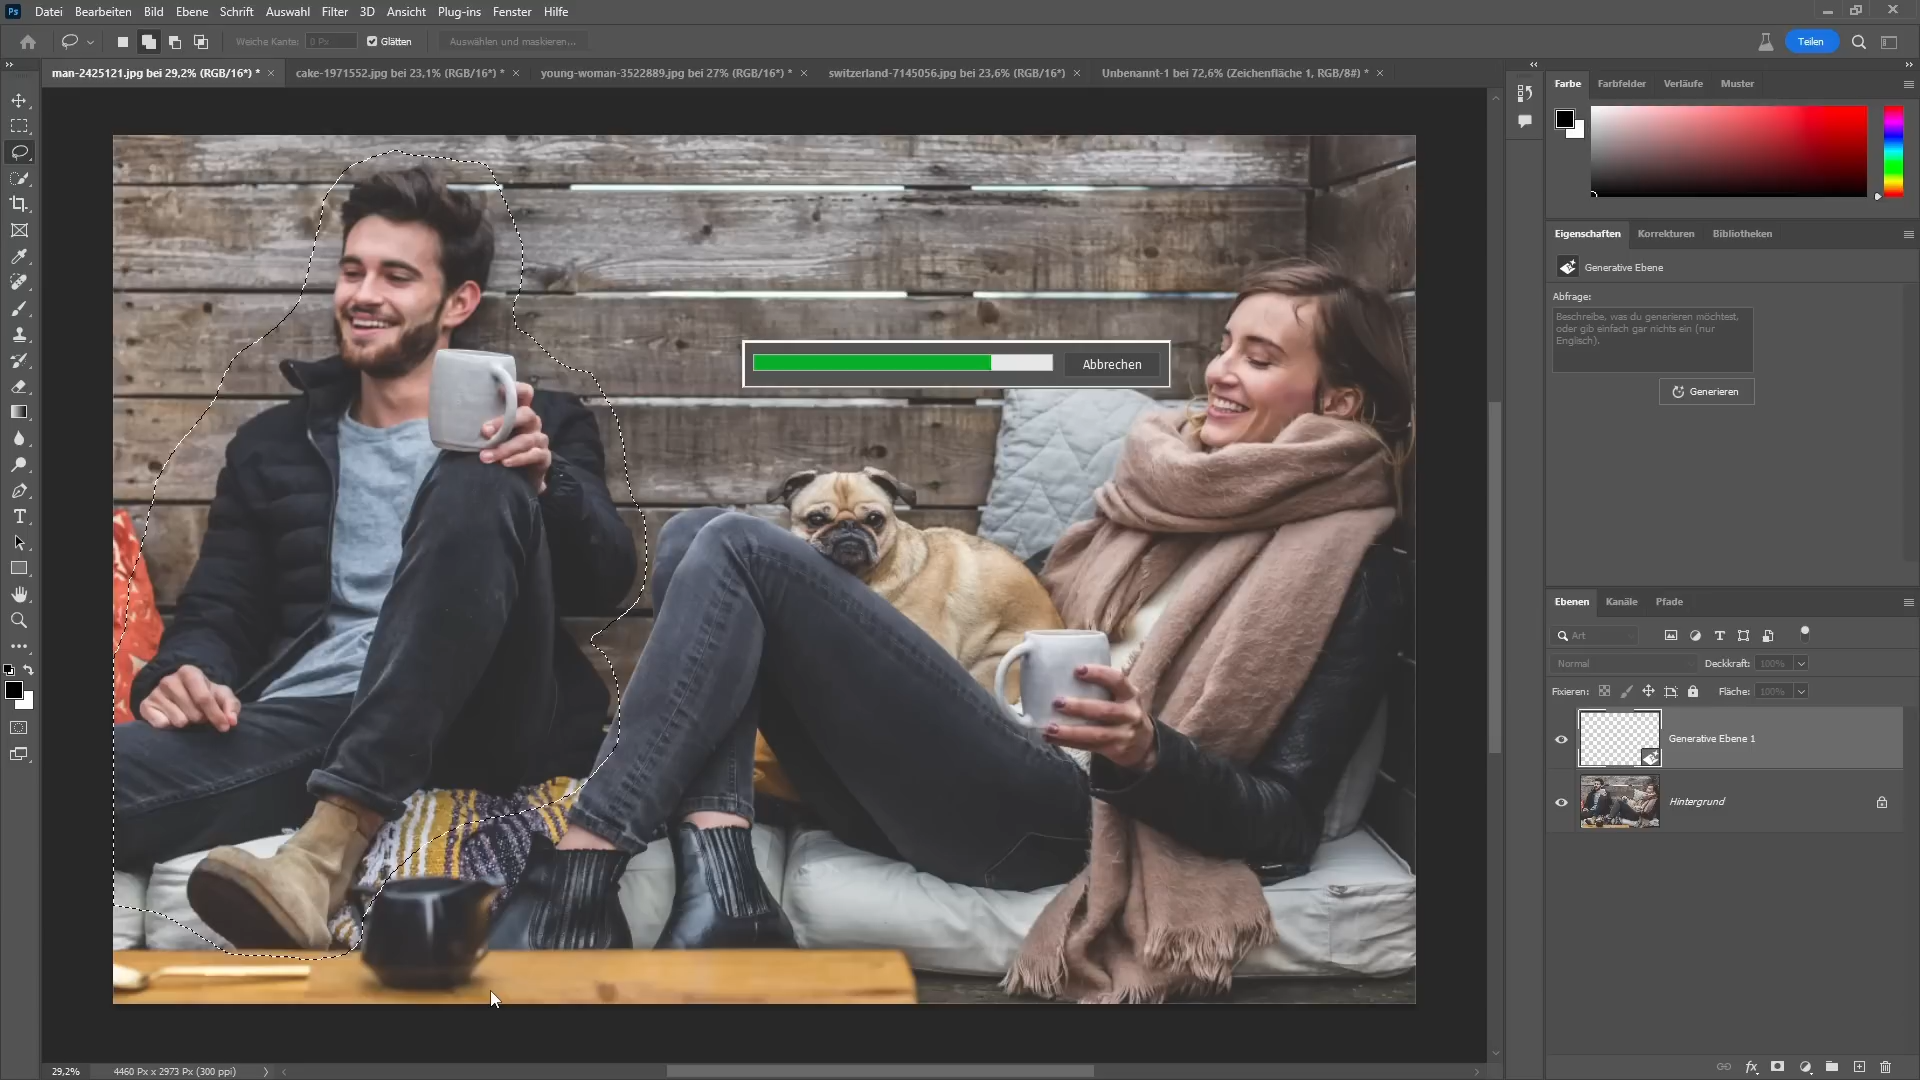 Ps Datei Bearbeiten Bild Ebene Schrift Auswahl Filter 3D Ansicht Plug-ins Fenster Hilfe
Weiche Kante: 0 Px Glätten Auswählen und maskieren... Teilen
man-2425121.jpg bei 29,2% (RGB/16*) * cake-1971552.jpg bei 23,1% (RGB/16*) * young-woman-3522889.jpg bei 27% (RGB/16*) * switzerland-7145056.jpg bei 23,6% (RGB/16*) Unbenannt-1 bei 72,6% (Zeichenfläche 1, RGB/8#) *
Farbe Farbfelder Verläufe Muster
Eigenschaften Korrekturen Bibliotheken
Generative Ebene
Abfrage:
Beschreibe, was du generieren möchtest,
oder gib einfach gar nichts ein (nur
Englisch).
Generieren
Abbrechen
Ebenen Kanäle Pfade
Art
Normal Deckkraft: 100%
Fixieren: Fläche: 100%
Generative Ebene 1
Hintergrund
29,2% 4460 Px x 2973 Px (300 ppi)